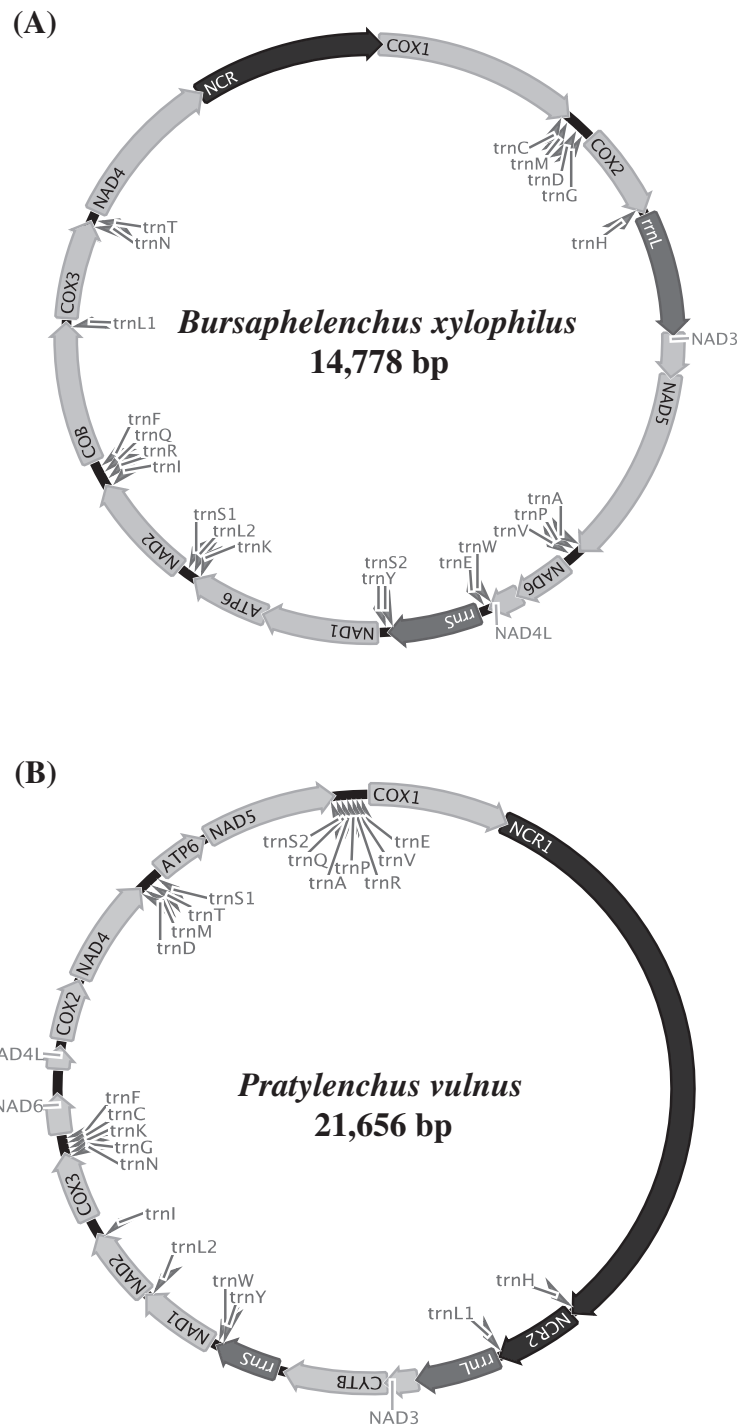 (A)
NCR
COX1
trnC
trnM
trnD
trnG
COX2
trnH
rrnL
NAD3
NAD5
trnA
trnP
trnV
NAD6
NAD4L
trnW
trnE
rrnS
trnS2
trnY
NAD1
ATP6
trnS1
trnL2
trnK
NAD2
trnF
trnQ
trnR
trnI
COB
trnL1
COX3
trnT
trnN
NAD4
Bursaphelenchus xylophilus
14,778 bp
(B)
COX1
NCR1
trnH
NCR2
trnL1
rrnL
NAD3
CYTB
rrnS
trnW
trnY
NAD1
trnL2
NAD2
trnI
COX3
trnF
trnC
trnK
trnG
trnN
NAD6
AD4L
COX2
NAD4
trnS1
trnT
trnM
trnD
ATP6
NAD5
trnS2
trnQ
trnA
trnP
trnR
trnV
trnE
Pratylenchus vulnus
21,656 bp